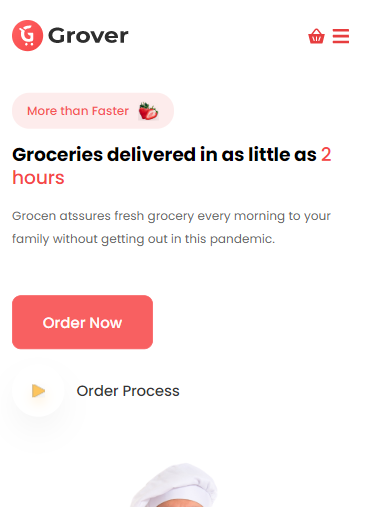 Grover
More than Faster
Groceries delivered in as little as 2
hours
Grocen atssures fresh grocery every morning to your
family without getting out in this pandemic.
Order Now
Order Process